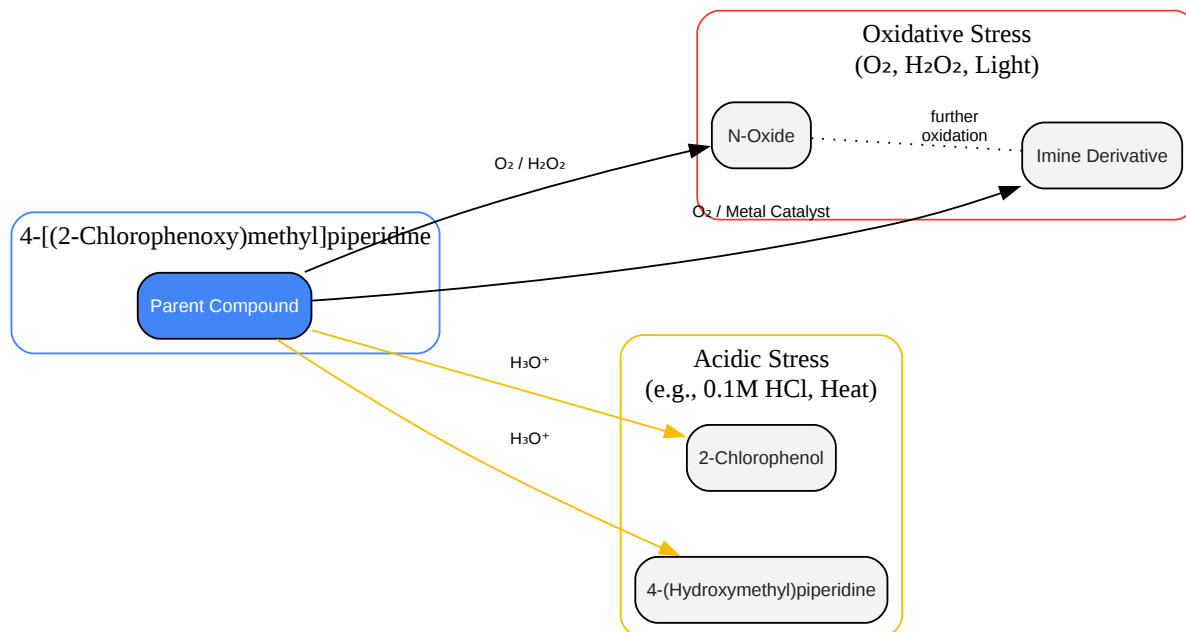 Oxidative Stress
(O₂, H₂O₂, Light)
further
oxidation
N-Oxide
Imine Derivative
O₂ / H₂O₂
O₂ / Metal Catalyst
4-[(2-Chlorophenoxy)methyl]piperidine
Parent Compound
H₃O⁺
Acidic Stress
(e.g., 0.1M HCl, Heat)
H₃O⁺
2-Chlorophenol
4-(Hydroxymethyl)piperidine